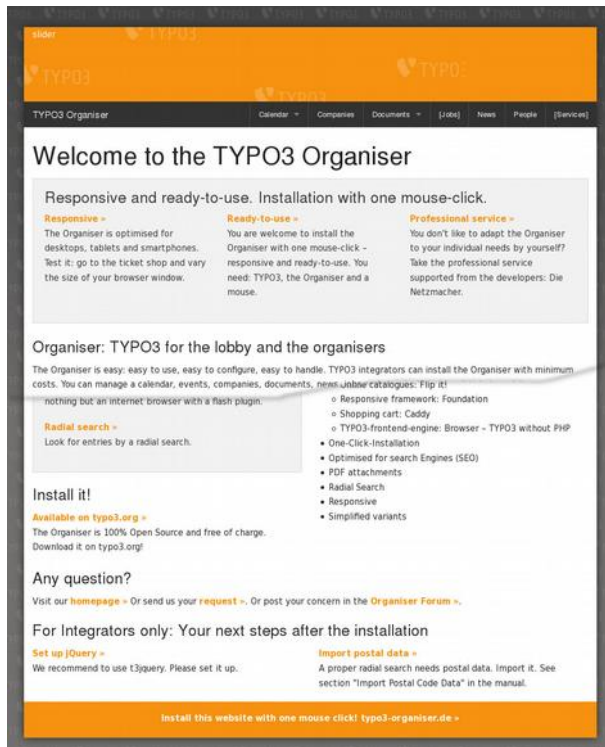 TYPO3 TYPO3 TYPO3 TYPO3 TYPO3
slider
TYPO3
TYPO3
TYPO3
TYPO3
TYPO3 Organiser Calendar Companies Documents [Jobs] News People [Services]
Welcome to the TYPO3 Organiser
Responsive and ready-to-use. Installation with one mouse-click.
Responsive »
The Organiser is optimised for
desktops, tablets and smartphones.
Test it: go to the ticket shop and vary
the size of your browser window.
Ready-to-use »
You are welcome to install the
Organiser with one mouse-click –
responsive and ready-to-use. You
need: TYPO3, the Organiser and a
mouse.
Professional service »
You don't like to adapt the Organiser
to your individual needs by yourself?
Take the professional service
supported from the developers: Die
Netzmacher.
Organiser: TYPO3 for the lobby and the organisers
The Organiser is easy: easy to use, easy to configure, easy to handle. TYPO3 integrators can install the Organiser with minimum
costs. You can manage a calendar, events, companies, documents, news
nothing but an internet browser with a flash plugin.
Radial search »
Look for entries by a radial search.
Online catalogues: Flip it!
Responsive framework: Foundation
Shopping cart: Caddy
TYPO3-frontend-engine: Browser – TYPO3 without PHP
• One-Click-Installation
• Optimised for search Engines (SEO)
• PDF attachments
• Radial Search
• Responsive
• Simplified variants
Install it!
Available on typo3.org »
The Organiser is 100% Open Source and free of charge.
Download it on typo3.org!
Any question?
Visit our homepage » Or send us your request ». Or post your concern in the Organiser Forum ».
For Integrators only: Your next steps after the installation
Set up jQuery »
We recommend to use t3jquery. Please set it up.
Import postal data »
A proper radial search needs postal data. Import it. See
section "Import Postal Code Data" in the manual.
Install this website with one mouse click! typo3-organiser.de »